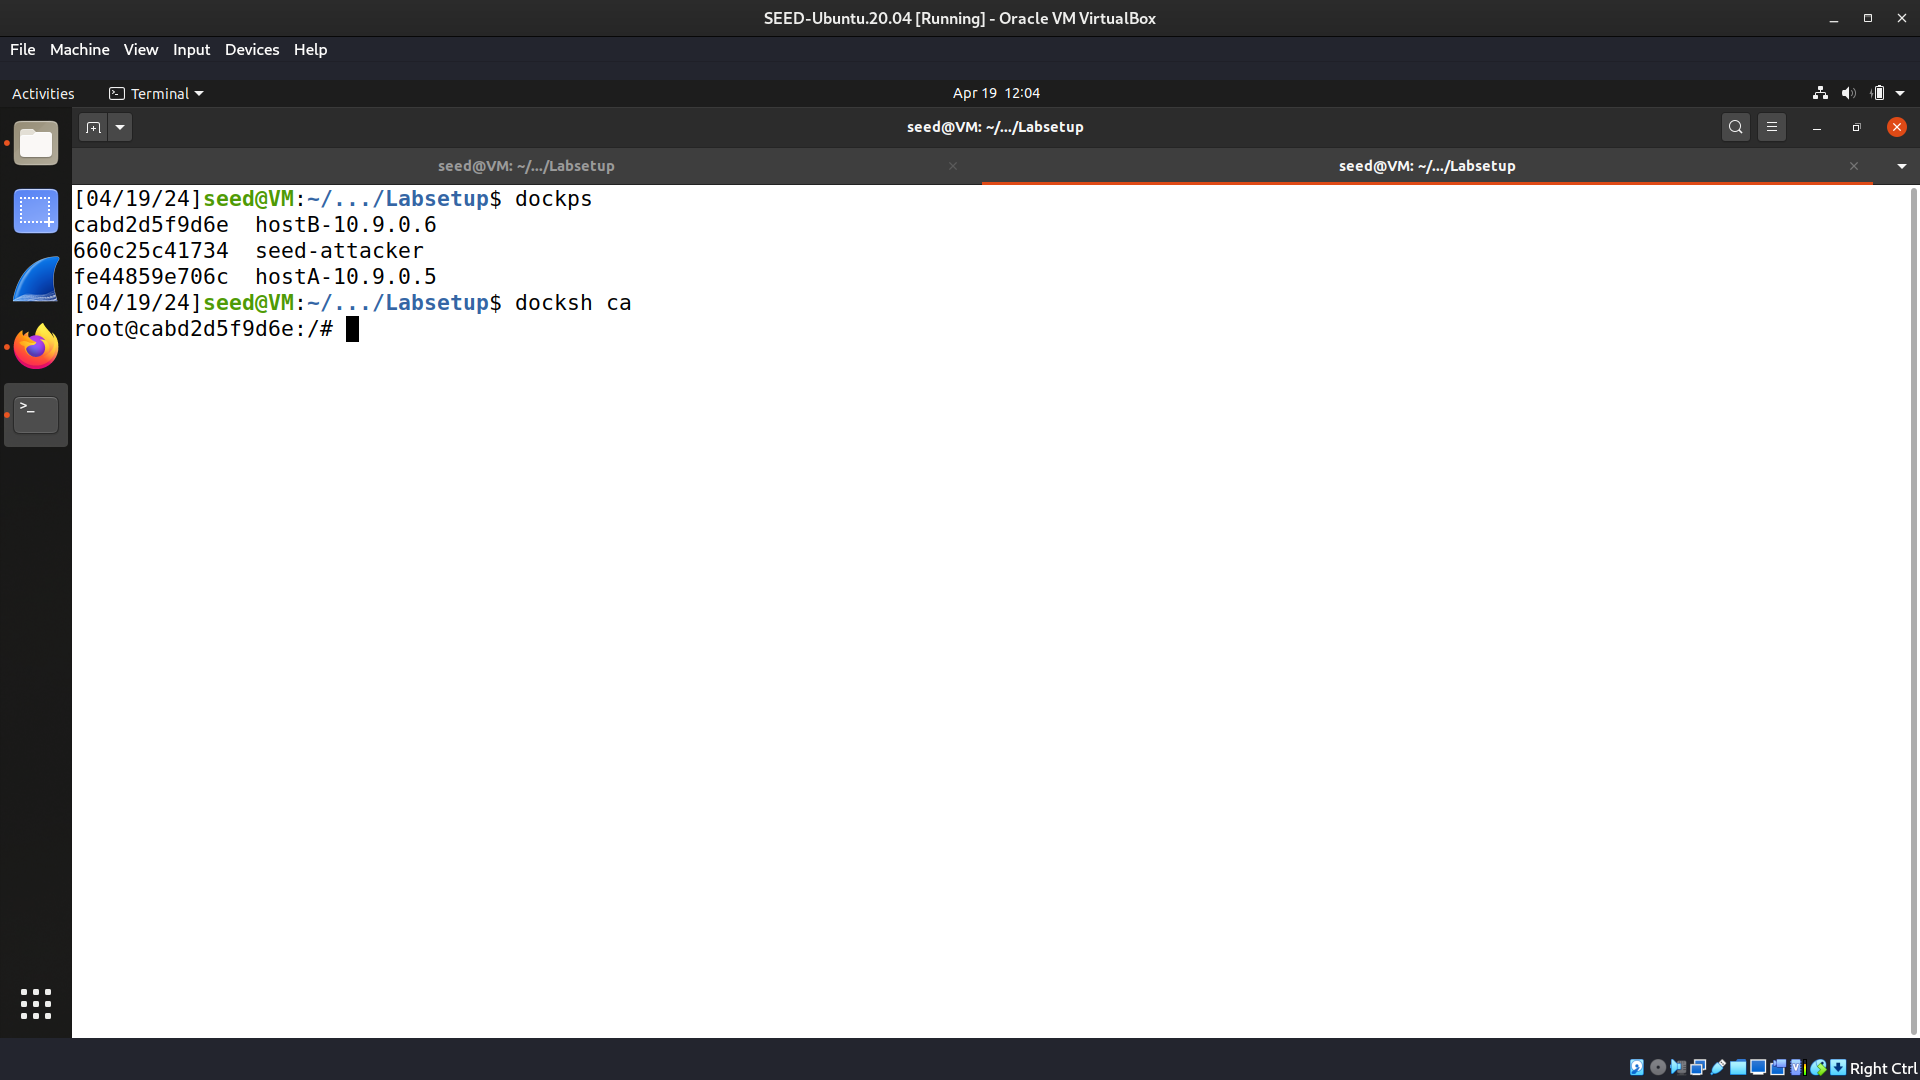 SEED-Ubuntu.20.04 [Running] - Oracle VM VirtualBox
File Machine View Input Devices Help
Activities Terminal Apr 19 12:04
seed@VM: ~/.../Labsetup
seed@VM: ~/.../Labsetup seed@VM: ~/.../Labsetup
[04/19/24]seed@VM:~/.../Labsetup$ dockps
cabd2d5f9d6e  hostB-10.9.0.6
660c25c41734  seed-attacker
fe44859e706c  hostA-10.9.0.5
[04/19/24]seed@VM:~/.../Labsetup$ docksh ca
root@cabd2d5f9d6e:/#
Right Ctrl